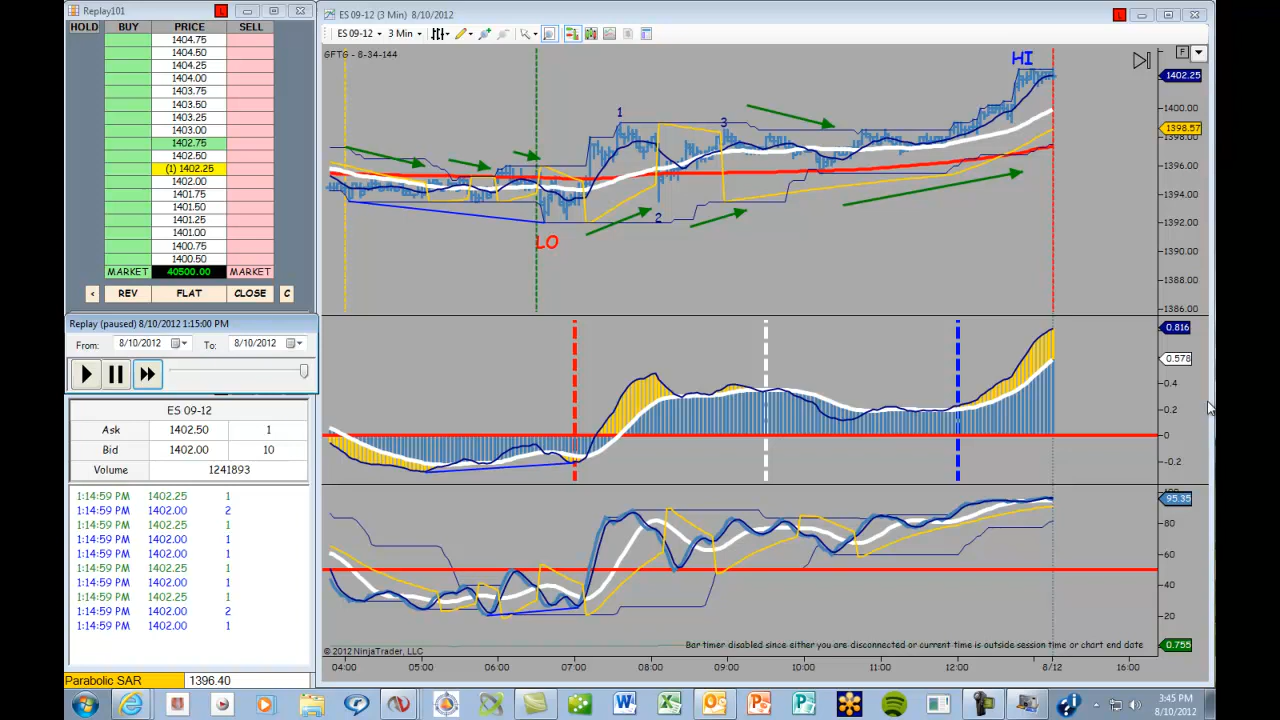 Replay101
HOLD BUY PRICE SELL
1404.75
1404.50
1404.25
1404.00
1403.75
1403.50
1403.25
1403.00
1402.75
1402.50
(1) 1402.25
1402.00
1401.75
1401.50
1401.25
1401.00
1400.75
1400.50
MARKET 40500.00 MARKET
< REV FLAT CLOSE C
Replay (paused) 8/10/2012 1:15:00 PM
From: 8/10/2012 To: 8/10/2012
ES 09-12
Ask 1402.50 1
Bid 1402.00 10
Volume 1241893
1:14:59 PM 1402.25 1
1:14:59 PM 1402.00 2
1:14:59 PM 1402.25 1
1:14:59 PM 1402.00 1
1:14:59 PM 1402.25 1
1:14:59 PM 1402.00 1
1:14:59 PM 1402.00 1
1:14:59 PM 1402.25 1
1:14:59 PM 1402.00 2
1:14:59 PM 1402.00 1
Parabolic SAR 1396.40
ES 09-12 (3 Min) 8/10/2012
ES 09-12 3 Min
GFTG - 8-34-144
F
HI
1
3
2
LO
1402.25
1400.00
1398.57
1396.00
1394.00
1392.00
1390.00
1388.00
1386.00
0.816
0.578
0.4
0.2
0
-0.2
95.35
80
60
40
20
0.755
Bar timer disabled since either you are disconnected or current time is outside session time or chart end date
© 2012 NinjaTrader, LLC
04:00 05:00 06:00 07:00 08:00 09:00 10:00 11:00 12:00 8/12 16:00
3:45 PM
8/10/2012